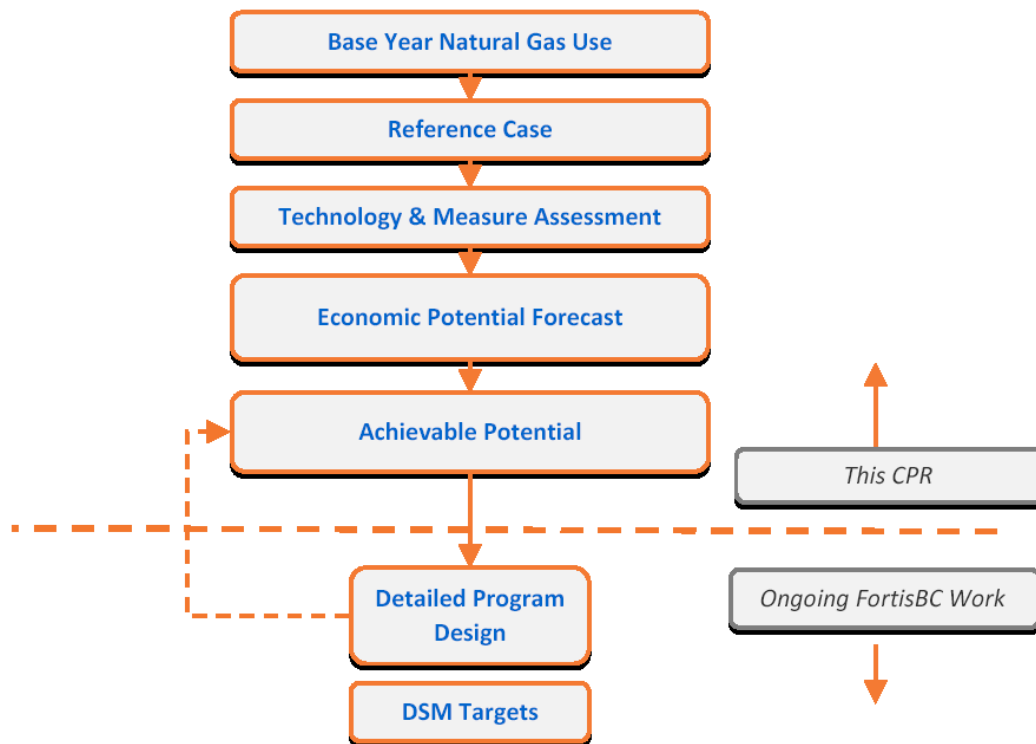 Base Year Natural Gas Use
Reference Case
Technology & Measure Assessment
Economic Potential Forecast
Achievable Potential
This CPR
Detailed Program
Design
Ongoing FortisBC Work
DSM Targets